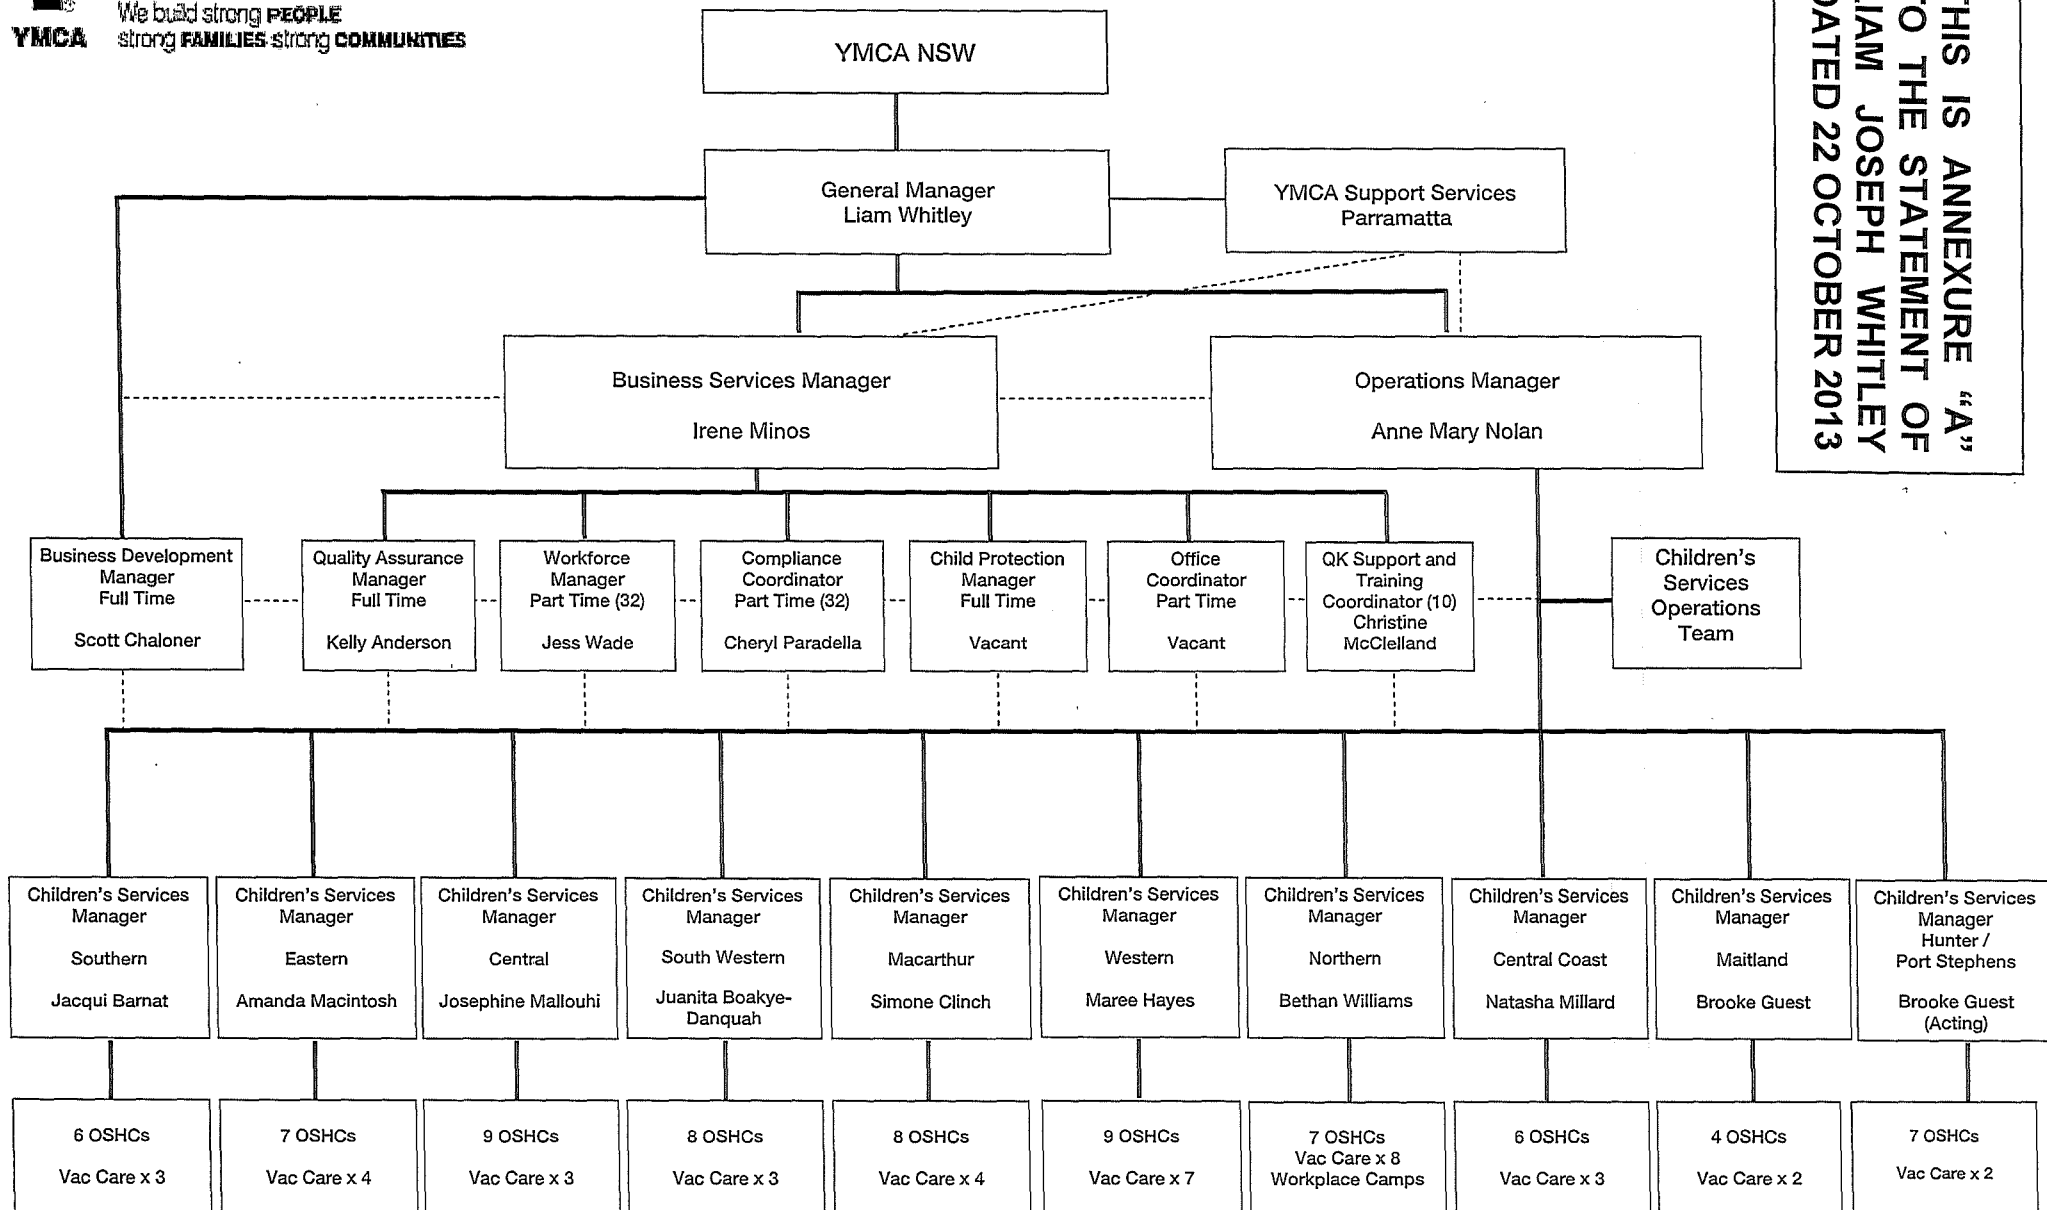 We build strong PEOPLE
strong FAMILIES strong COMMUNITIES
YMCA
THIS IS ANNEXURE “A”
TO THE STATEMENT OF
LIAM JOSEPH WHITLEY
DATED 22 OCTOBER 2013
YMCA NSW
General Manager
Liam Whitley
YMCA Support Services
Parramatta
Business Services Manager
Irene Minos
Operations Manager
Anne Mary Nolan
Business Development
Manager
Full Time
Scott Chaloner
Quality Assurance
Manager
Full Time
Kelly Anderson
Workforce
Manager
Part Time (32)
Jess Wade
Compliance
Coordinator
Part Time (32)
Cheryl Paradella
Child Protection
Manager
Full Time
Vacant
Office
Coordinator
Part Time
Vacant
QK Support and
Training
Coordinator (10)
Christine
McClelland
Children's
Services
Operations
Team
Children's Services
Manager
Southern
Jacqui Barnat
Children's Services
Manager
Eastern
Amanda Macintosh
Children's Services
Manager
Central
Josephine Mallouhi
Children's Services
Manager
South Western
Juanita Boakye-
Danquah
Children's Services
Manager
Macarthur
Simone Clinch
Children's Services
Manager
Western
Maree Hayes
Children's Services
Manager
Northern
Bethan Williams
Children's Services
Manager
Central Coast
Natasha Millard
Children's Services
Manager
Maitland
Brooke Guest
Children's Services
Manager
Hunter /
Port Stephens
Brooke Guest
(Acting)
6 OSHCs
Vac Care x 3
7 OSHCs
Vac Care x 4
9 OSHCs
Vac Care x 3
8 OSHCs
Vac Care x 3
8 OSHCs
Vac Care x 4
9 OSHCs
Vac Care x 7
7 OSHCs
Vac Care x 8
Workplace Camps
6 OSHCs
Vac Care x 3
4 OSHCs
Vac Care x 2
7 OSHCs
Vac Care x 2